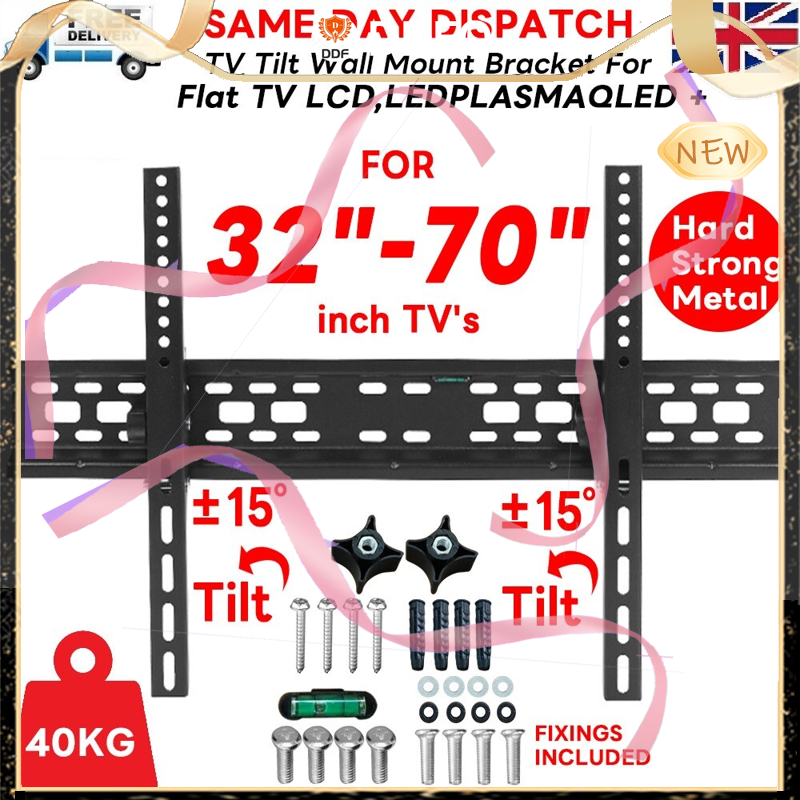 FREE
DELIVERY
SAME DAY DISPATCH
DDF
TV Tilt Wall Mount Bracket For
Flat TV LCD,LEDPLASMAQLED +
NEW
FOR
32"-70"
inch TV's
Hard
Strong
Metal
±15°
Tilt
±15°
Tilt
40KG
FIXINGS
INCLUDED